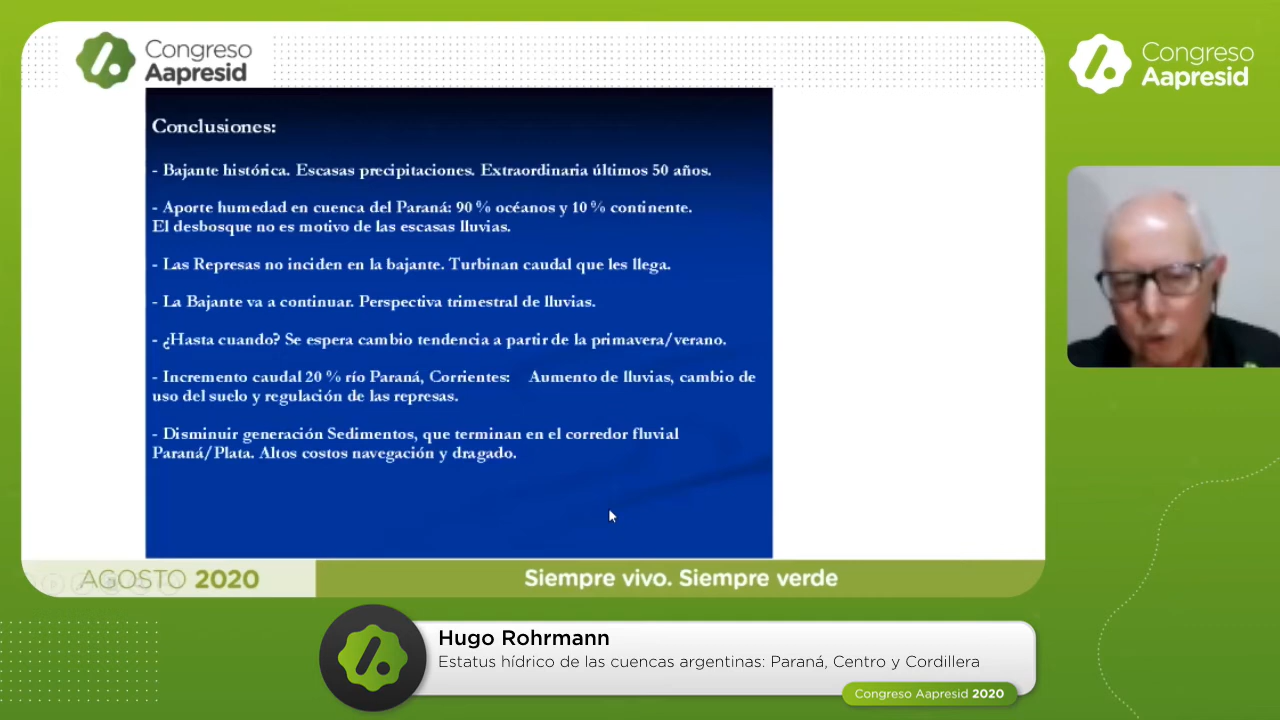 Congreso
Aapresid
Congreso
Aapresid
Conclusiones:
- Bajante histórica. Escasas precipitaciones. Extraordinaria últimos 50 años.
- Aporte humedad en cuenca del Paraná: 90 % océanos y 10 % continente.
El desbosque no es motivo de las escasas lluvias.
- Las Represas no inciden en la bajante. Turbinan caudal que les llega.
- La Bajante va a continuar. Perspectiva trimestral de lluvias.
- ¿Hasta cuando? Se espera cambio tendencia a partir de la primavera/verano.
- Incremento caudal 20 % río Paraná, Corrientes: Aumento de lluvias, cambio de
uso del suelo y regulación de las represas.
- Disminuir generación Sedimentos, que terminan en el corredor fluvial
Paraná/Plata. Altos costos navegación y dragado.
AGOSTO 2020
Siempre vivo. Siempre verde
Hugo Rohrmann
Estatus hídrico de las cuencas argentinas: Paraná, Centro y Cordillera
Congreso Aapresid 2020